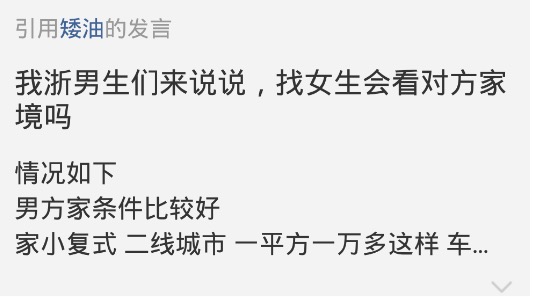 引用矮油的发言
我浙男生们来说说，找女生会看对方家
境吗
情况如下
男方家条件比较好
家小复式 二线城市 一平方一万多这样 车...